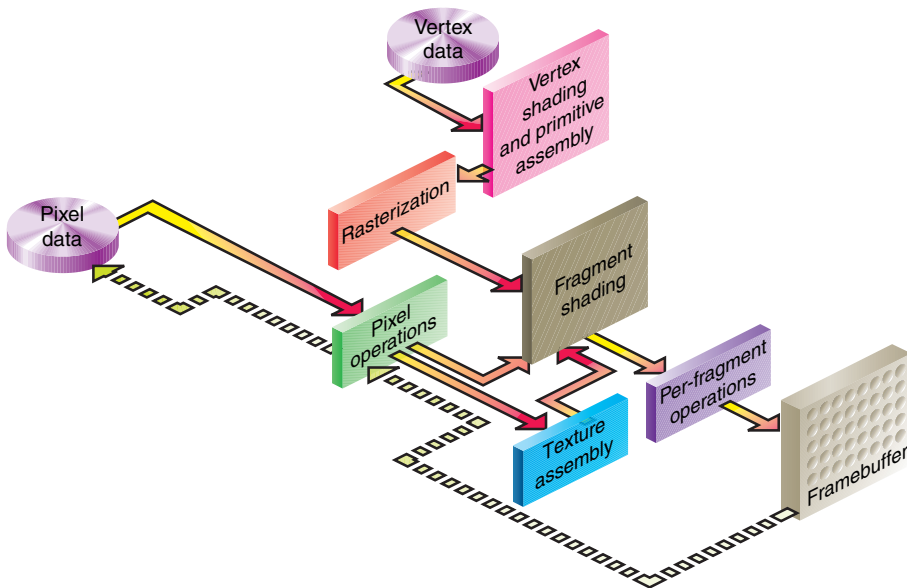 Vertex
data
Vertex
shading
and primitive
assembly
Rasterization
Pixel
data
Fragment
shading
Pixel
operations
Per-fragment
operations
Texture
assembly
Framebuffer